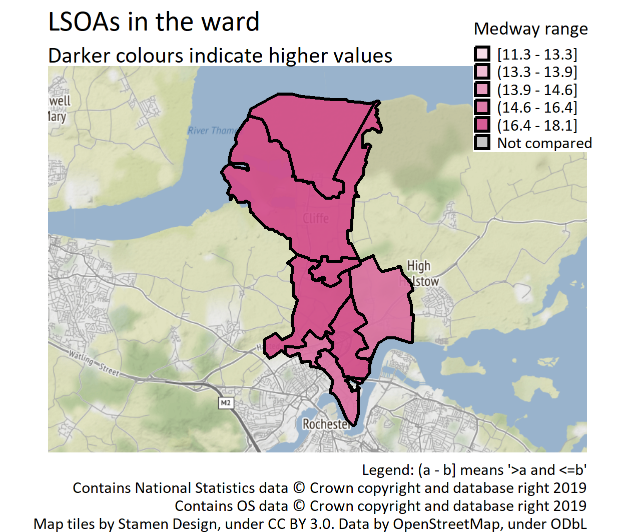 LSOAs in the ward
Darker colours indicate higher values
Medway range
[11.3 - 13.3]
(13.3 - 13.9]
(13.9 - 14.6]
(14.6 - 16.4]
(16.4 - 18.1]
Not compared
well
Mary
River Tham
Cliffe
High
lstow
Watling-Street
M2
Rochester
Legend: (a - b] means '>a and <=b'
Contains National Statistics data © Crown copyright and database right 2019
Contains OS data © Crown copyright and database right 2019
Map tiles by Stamen Design, under CC BY 3.0. Data by OpenStreetMap, under ODbL